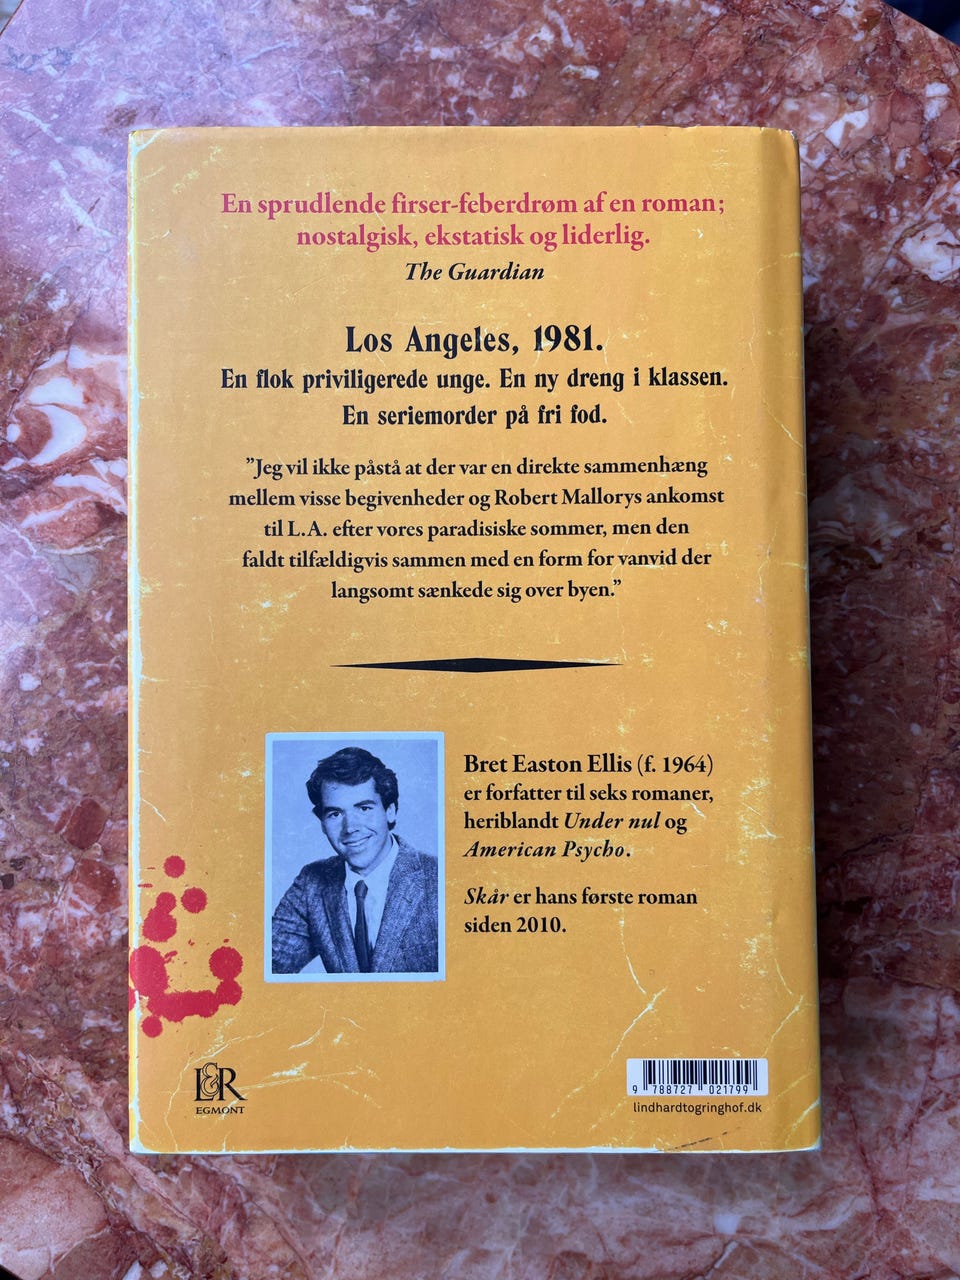 En sprudlende firser-feberdrøm af en roman;
nostalgisk, ekstatisk og liderlig.
The Guardian
Los Angeles, 1981.
En flok priviligerede unge. En ny dreng i klassen.
En seriemorder på fri fod.
”Jeg vil ikke påstå at der var en direkte sammenhæng
mellem visse begivenheder og Robert Mallorys ankomst
til L.A. efter vores paradisiske sommer, men den
faldt tilfældigvis sammen med en form for vanvid der
langsomt sænkede sig over byen.”
Bret Easton Ellis (f. 1964)
er forfatter til seks romaner,
heriblandt Under nul og
American Psycho.
Skår er hans første roman
siden 2010.
L&R
EGMONT
9 788727 021799
lindhardtogringhof.dk